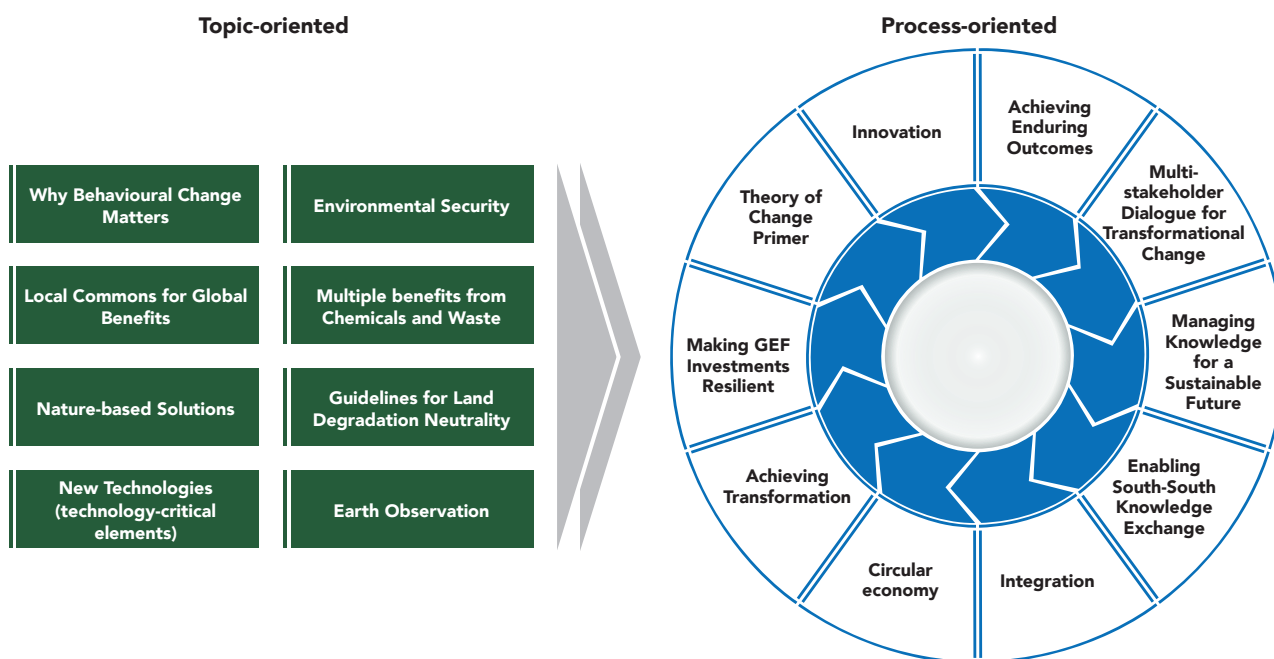 Topic-oriented
Why Behavioural Change
Matters
Environmental Security
Local Commons for Global
Benefits
Multiple benefits from
Chemicals and Waste
Nature-based Solutions
Guidelines for Land
Degradation Neutrality
New Technologies
(technology-critical
elements)
Earth Observation
Process-oriented
Achieving
Enduring
Outcomes
Multi-
stakeholder
Dialogue for
Transformational
Change
Managing
Knowledge
for a
Sustainable
Future
Enabling
South-South
Knowledge
Exchange
Integration
Circular
economy
Achieving
Transformation
Making GEF
Investments
Resilient
Theory of
Change
Primer
Innovation